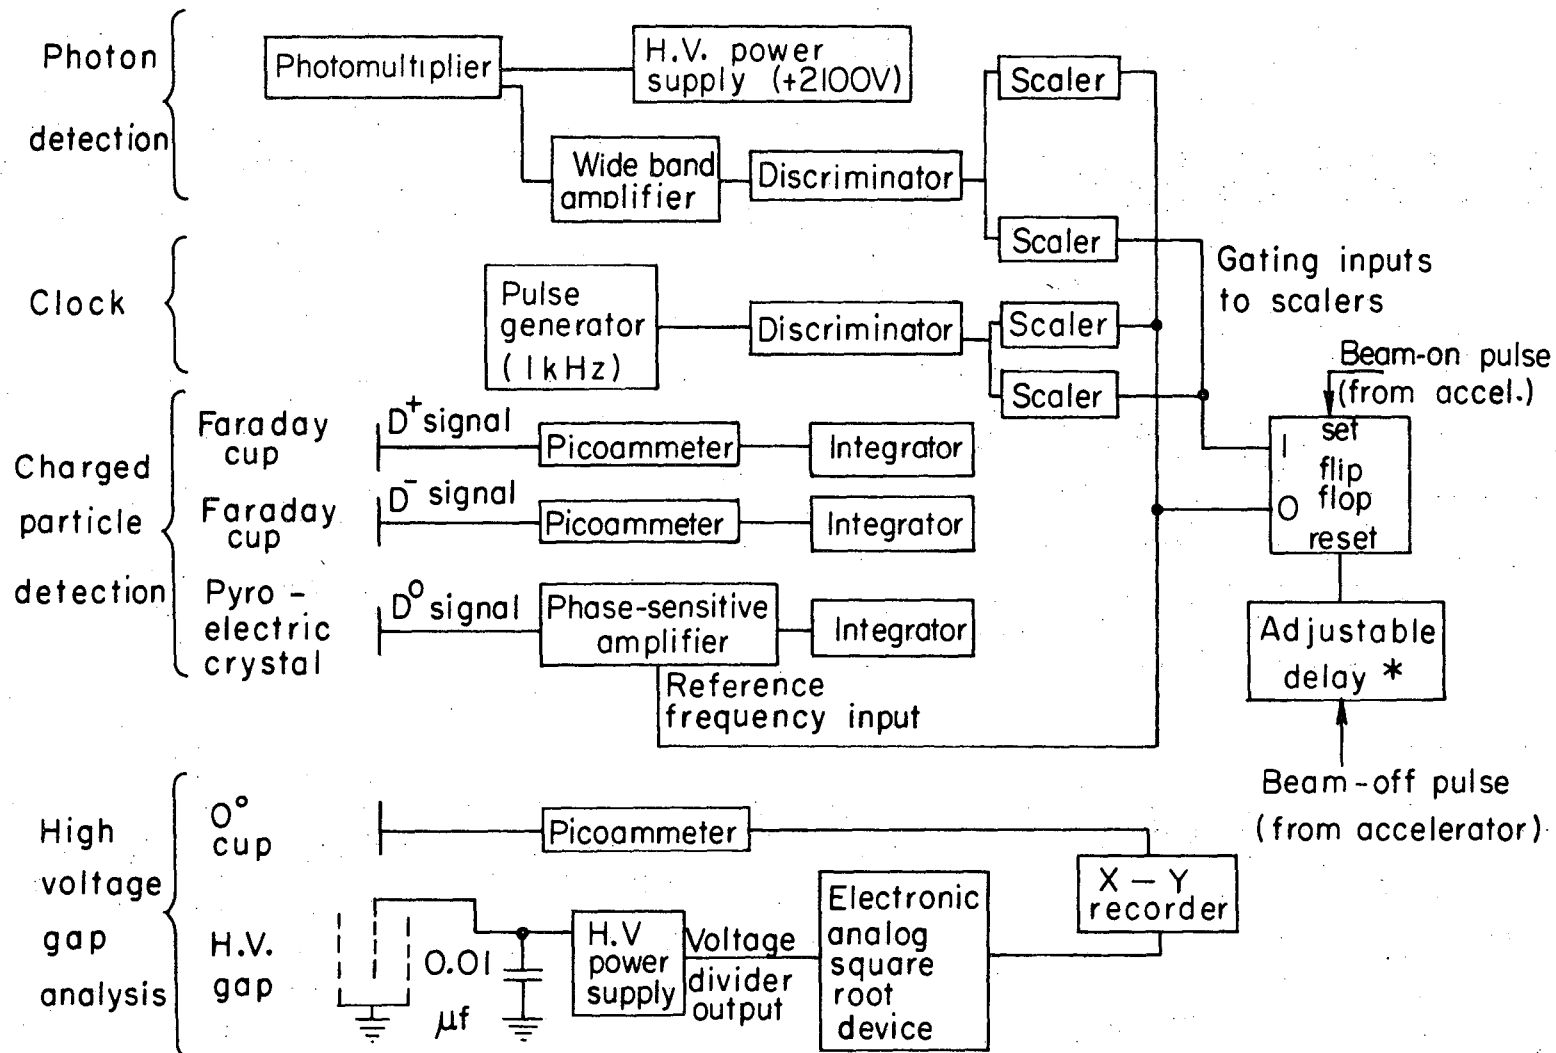 Photon
detection
Photomultiplier
H.V. power
supply (+2100V)
Scaler
Wide band
amplifier
Discriminator
Scaler
Clock
Pulse
generator
(1kHz)
Discriminator
Scaler
Scaler
Gating inputs
to scalers
Beam-on pulse
(from accel.)
Charged
particle
detection
Faraday
cup
D+ signal
Picoammeter
Integrator
Faraday
cup
D- signal
Picoammeter
Integrator
Pyro -
electric
crystal
D° signal
Phase-sensitive
amplifier
Integrator
Reference
frequency input
set
1
flip
flop
0
reset
Adjustable
delay *
Beam-off pulse
(from accelerator)
High
voltage
gap
analysis
0°
cup
Picoammeter
X – Y
recorder
H.V.
gap
0.01
μf
H.V
power
supply
Voltage
divider
output
Electronic
analog
square
root
device